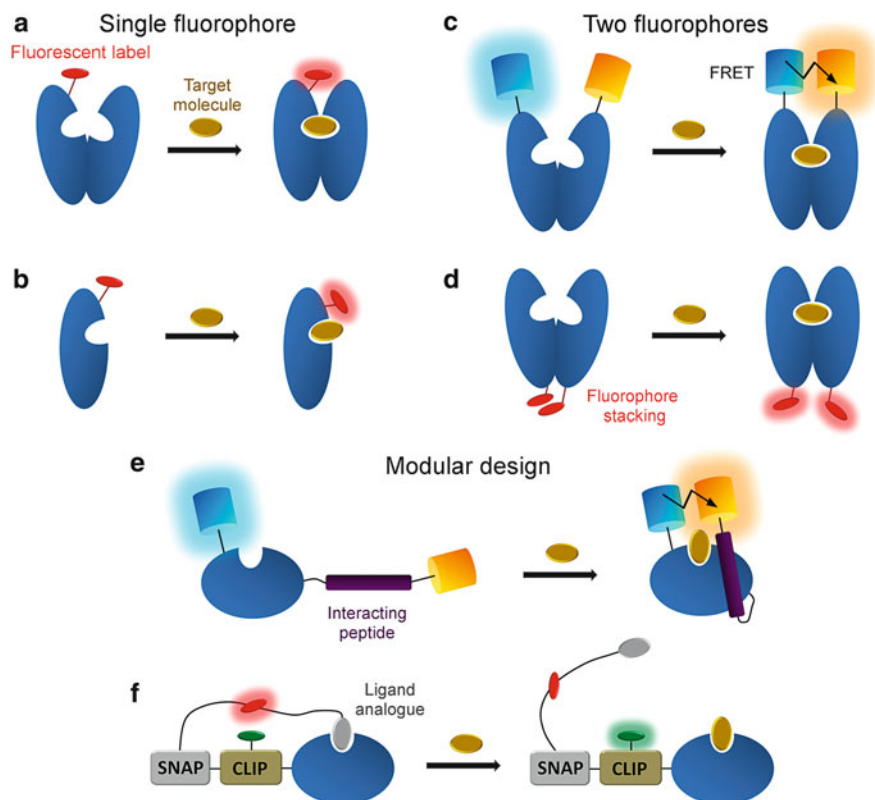 a
Single fluorophore
Fluorescent label
Target
molecule
b
c
Two fluorophores
FRET
d
Fluorophore
stacking
e
Modular design
Interacting
peptide
f
Ligand
analogue
SNAP
CLIP
SNAP
CLIP